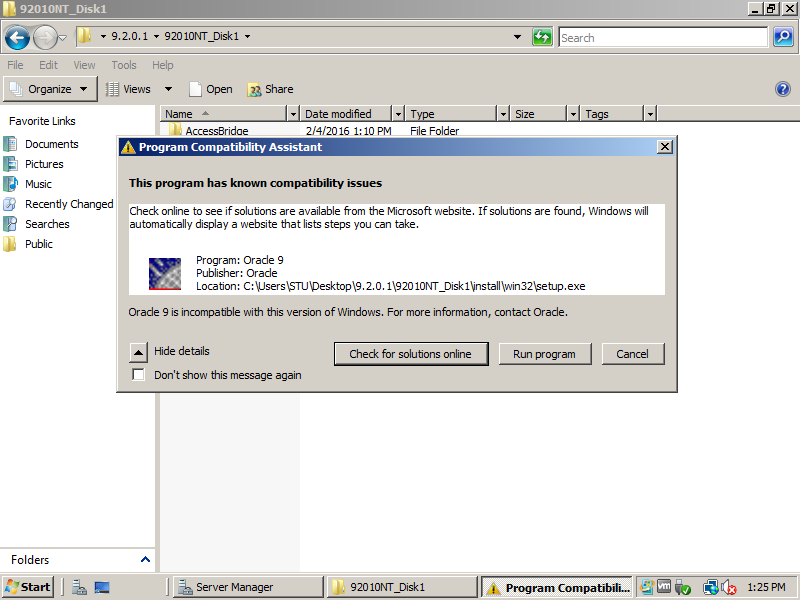 92010NT_Disk1
9.2.0.1
92010NT_Disk1
Search
File Edit View Tools Help
Organize Views Open Share
Favorite Links
Documents
Pictures
Music
Recently Changed
Searches
Public
Name Date modified Type Size Tags
AccessBridge 2/4/2016 1:10 PM File Folder
Program Compatibility Assistant
This program has known compatibility issues
Check online to see if solutions are available from the Microsoft website. If solutions are found, Windows will
automatically display a website that lists steps you can take.
Program: Oracle 9
Publisher: Oracle
Location: C:\Users\STU\Desktop\9.2.0.1\92010NT_Disk1\install\win32\setup.exe
Oracle 9 is incompatible with this version of Windows. For more information, contact Oracle.
Hide details
Check for solutions online Run program Cancel
Don't show this message again
Folders
Start Server Manager 92010NT_Disk1 Program Compatibili... 1:25 PM